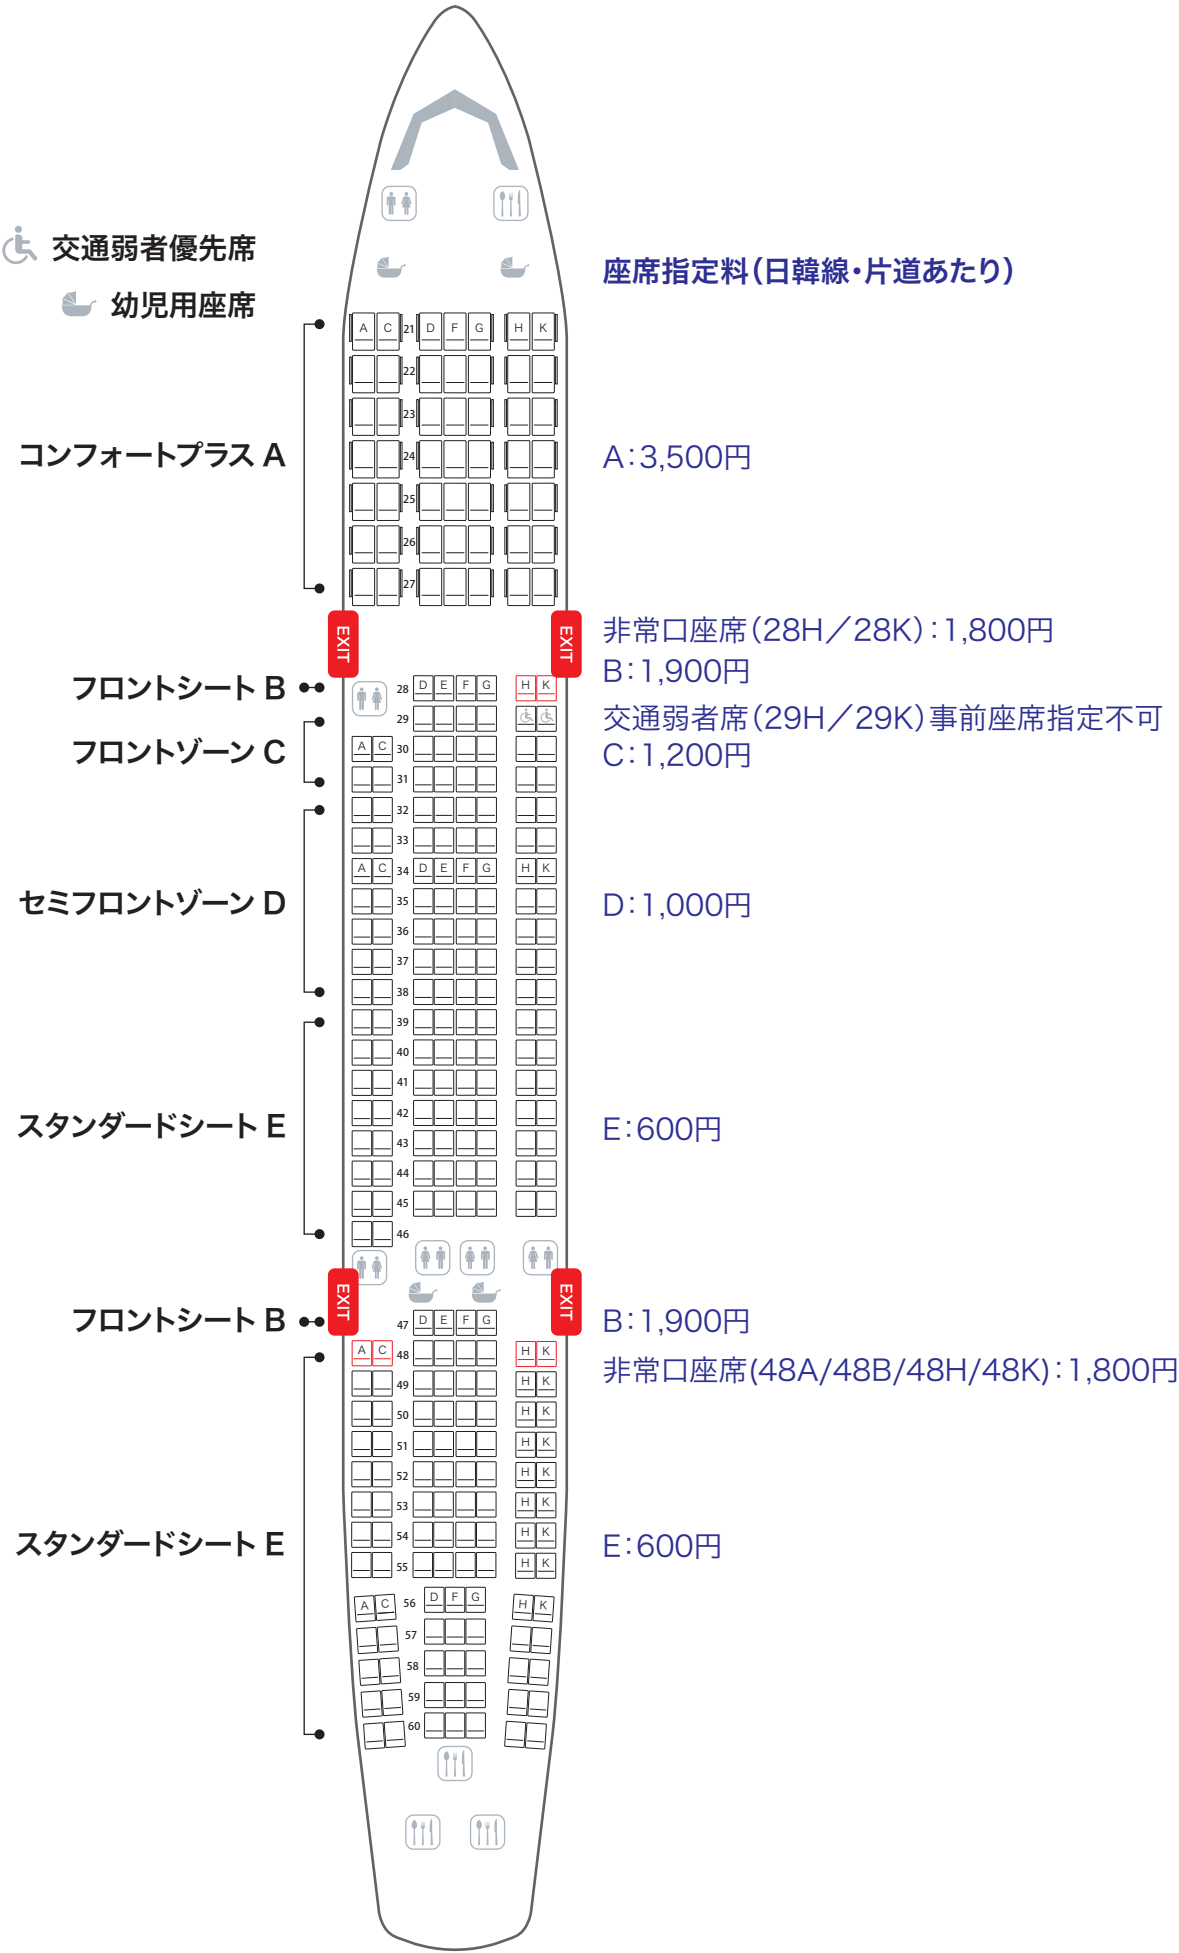 交通弱者優先席
幼児用座席
座席指定料(日韓線・片道あたり)
A C 21 D F G H K
22
23
コンフォートプラス A
24
A:3,500円
25
26
27
EXIT
EXIT
非常口座席(28H/28K):1,800円
B:1,900円
フロントシート B
28 D E F G H K
29
交通弱者席(29H/29K)事前座席指定不可
フロントゾーン C
A C 30
C:1,200円
31
32
33
A C 34 D E F G H K
セミフロントゾーン D
35
D:1,000円
36
37
38
39
40
41
スタンダードシート E
42
E:600円
43
44
45
46
EXIT
EXIT
フロントシート B
47 D E F G
B:1,900円
A C 48 H K
非常口座席(48A/48B/48H/48K):1,800円
49 H K
50 H K
51 H K
52 H K
53 H K
スタンダードシート E
54 H K
E:600円
55 H K
A C 56 D F G H K
57
58
59
60